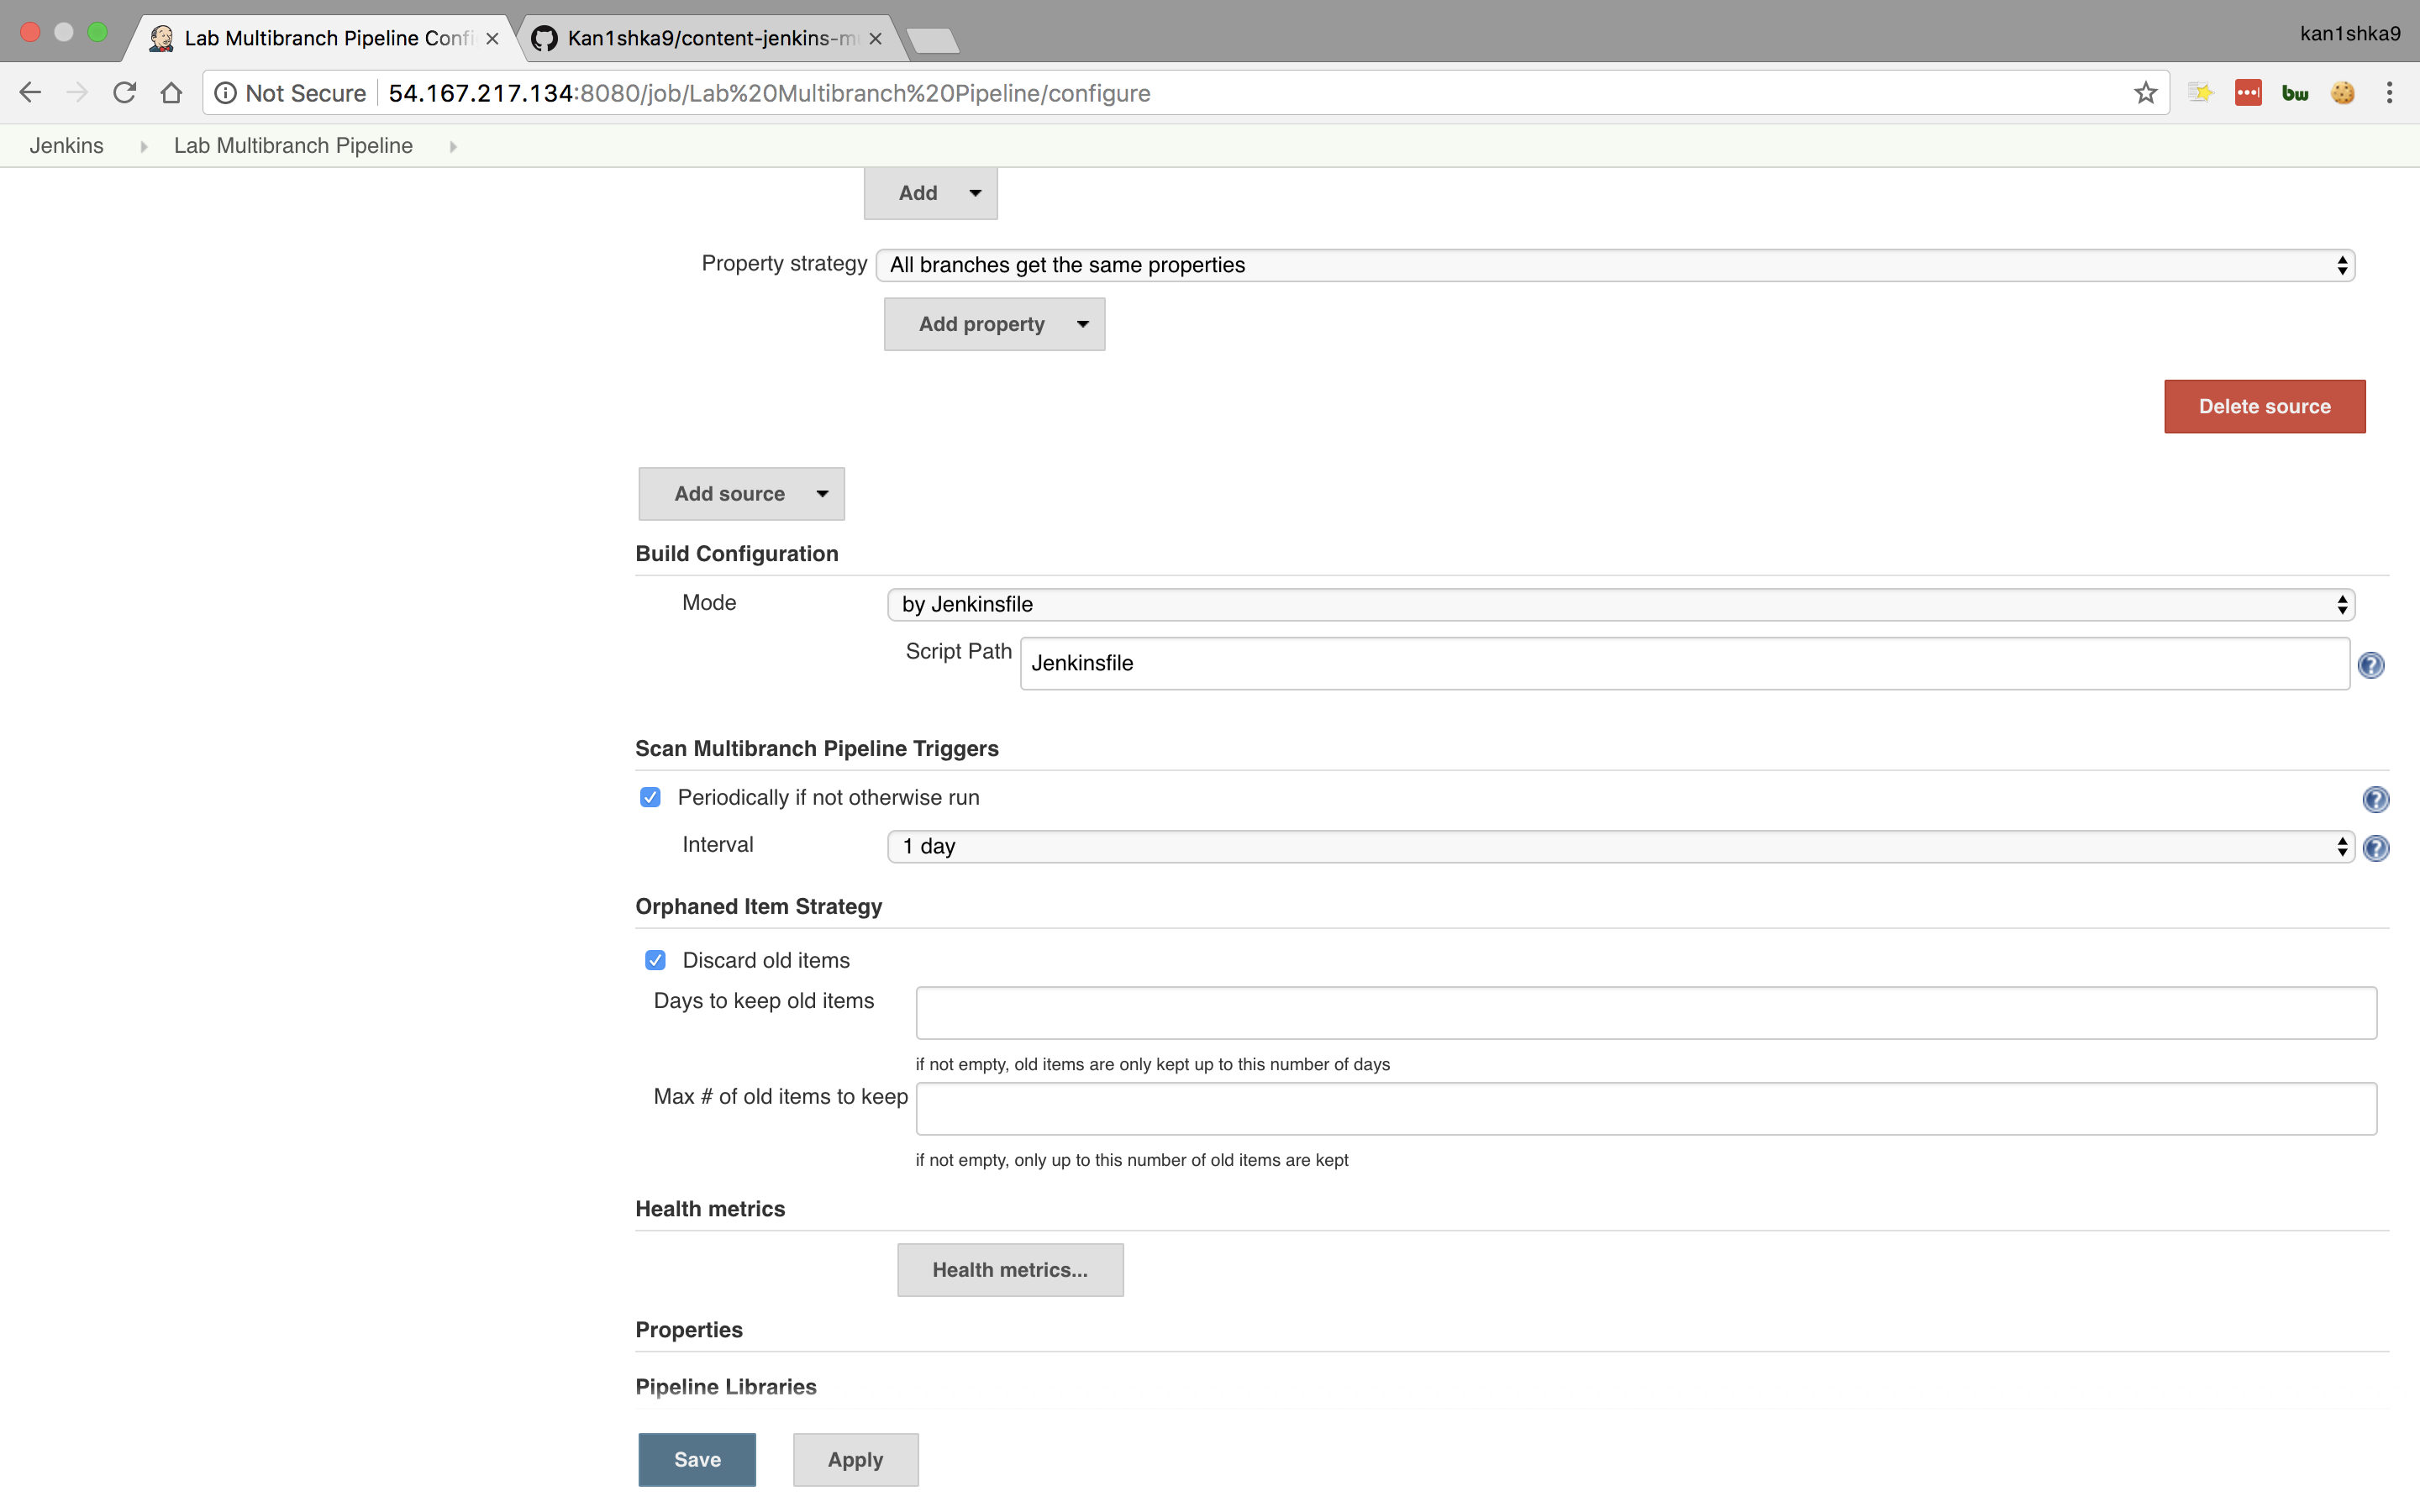 Lab Multibranch Pipeline Confi
Kan1shka9/content-jenkins-m
kan1shka9
Not Secure
54.167.217.134:8080/job/Lab%20Multibranch%20Pipeline/configure
bw
Jenkins
Lab Multibranch Pipeline
Add
Property strategy
All branches get the same properties
Add property
Delete source
Add source
Build Configuration
Mode
by Jenkinsfile
Script Path
Jenkinsfile
Scan Multibranch Pipeline Triggers
Periodically if not otherwise run
Interval
1 day
Orphaned Item Strategy
Discard old items
Days to keep old items
if not empty, old items are only kept up to this number of days
Max # of old items to keep
if not empty, only up to this number of old items are kept
Health metrics
Health metrics...
Properties
Pipeline Libraries
Save
Apply